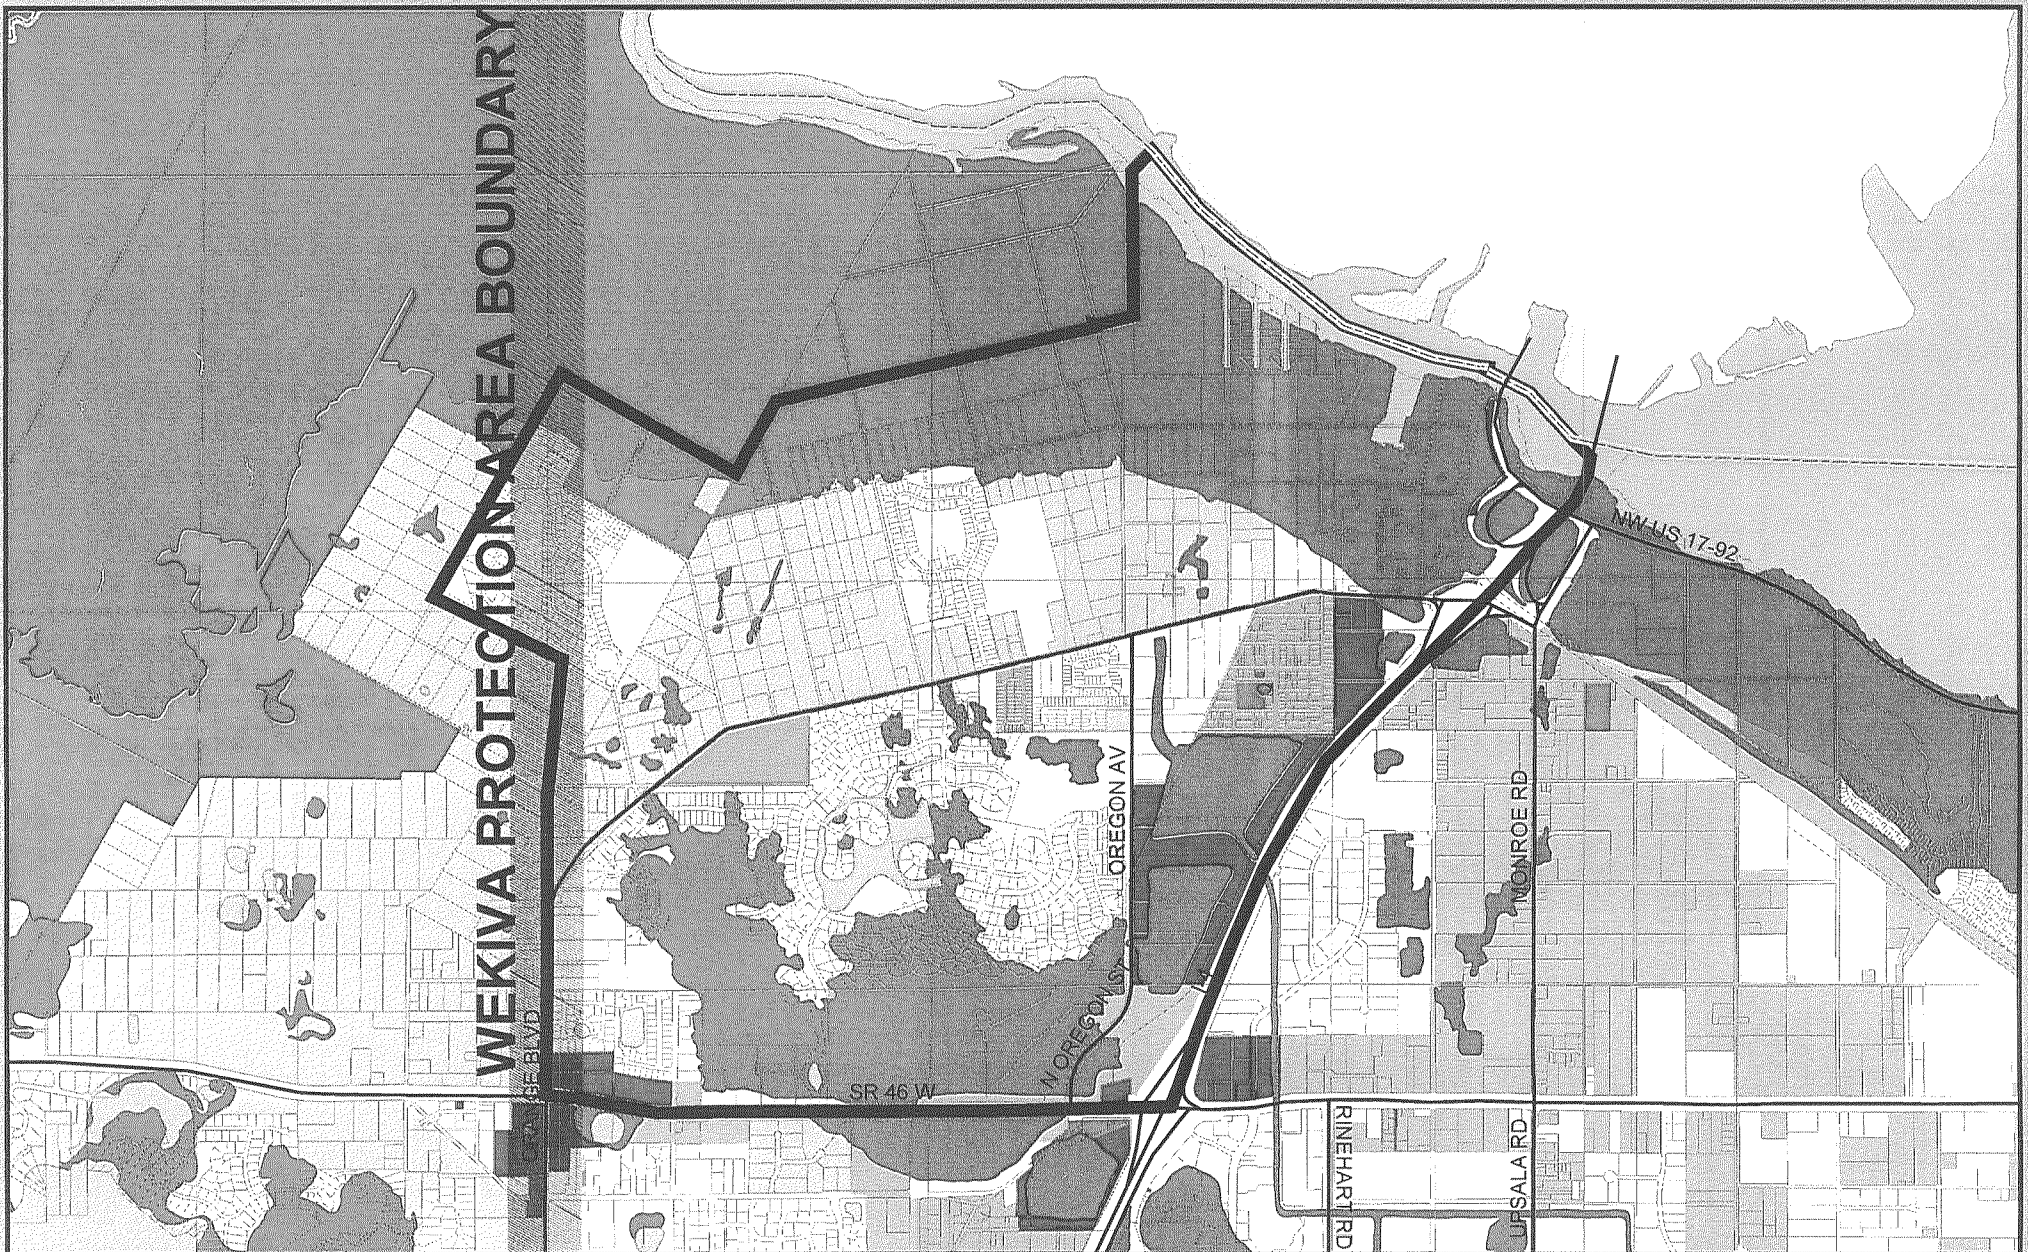 WEKIVA PROTECTION AREA BOUNDARY
NW US 17-92
OREGON AV
MONROE RD
N OREGON ST
I-4
SR 46 W
RINEHART RD
UPSALA RD